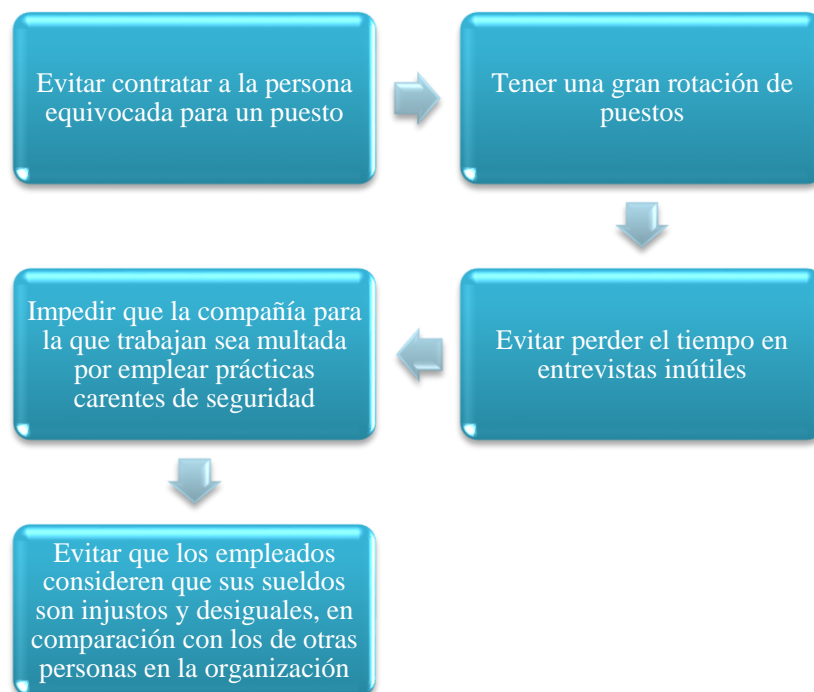 Evitar contratar a la persona
equivocada para un puesto
Tener una gran rotación de
puestos
Evitar perder el tiempo en
entrevistas inútiles
Impedir que la compañía para
la que trabajan sea multada
por emplear prácticas
carentes de seguridad
Evitar que los empleados
consideren que sus sueldos
son injustos y desiguales, en
comparación con los de otras
personas en la organización